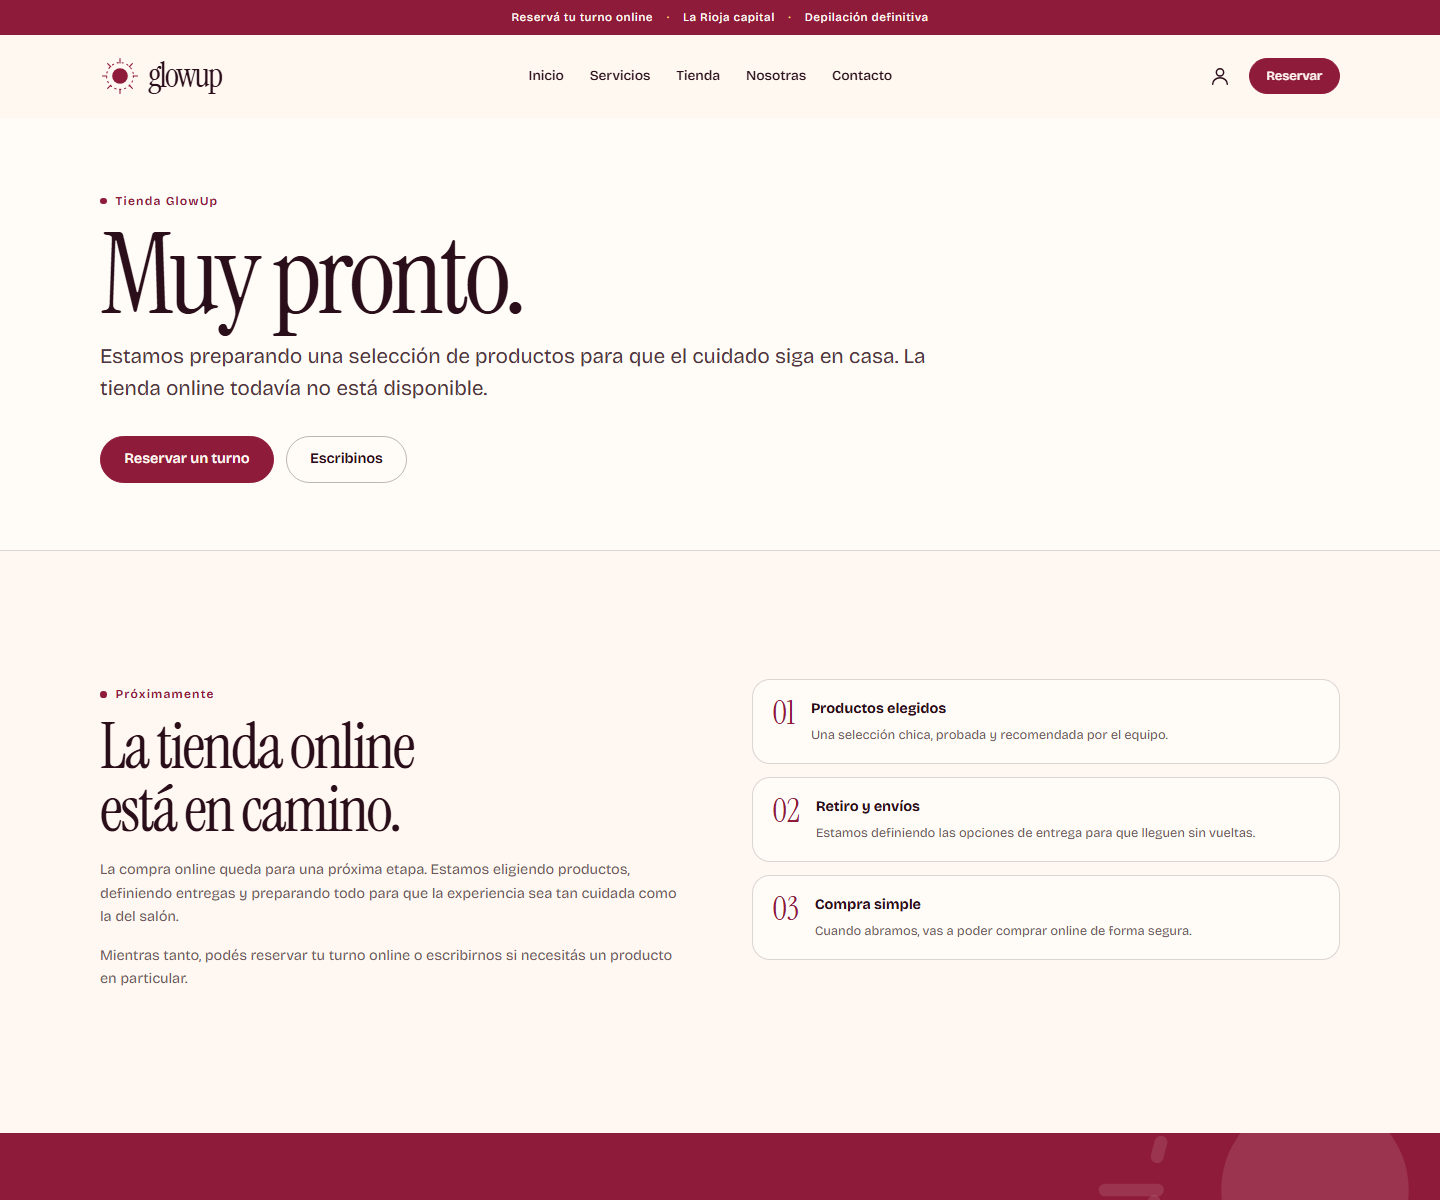 Reservá tu turno online · La Rioja capital · Depilación definitiva
glowup
Inicio Servicios Tienda Nosotras Contacto
Reservar
Tienda GlowUp
Muy pronto.
Estamos preparando una selección de productos para que el cuidado siga en casa. La
tienda online todavía no está disponible.
Reservar un turno
Escribinos
Próximamente
La tienda online
está en camino.
La compra online queda para una próxima etapa. Estamos eligiendo productos,
definiendo entregas y preparando todo para que la experiencia sea tan cuidada como
la del salón.
Mientras tanto, podés reservar tu turno online o escribirnos si necesitás un producto
en particular.
01 Productos elegidos
Una selección chica, probada y recomendada por el equipo.
02 Retiro y envíos
Estamos definiendo las opciones de entrega para que lleguen sin vueltas.
03 Compra simple
Cuando abramos, vas a poder comprar online de forma segura.